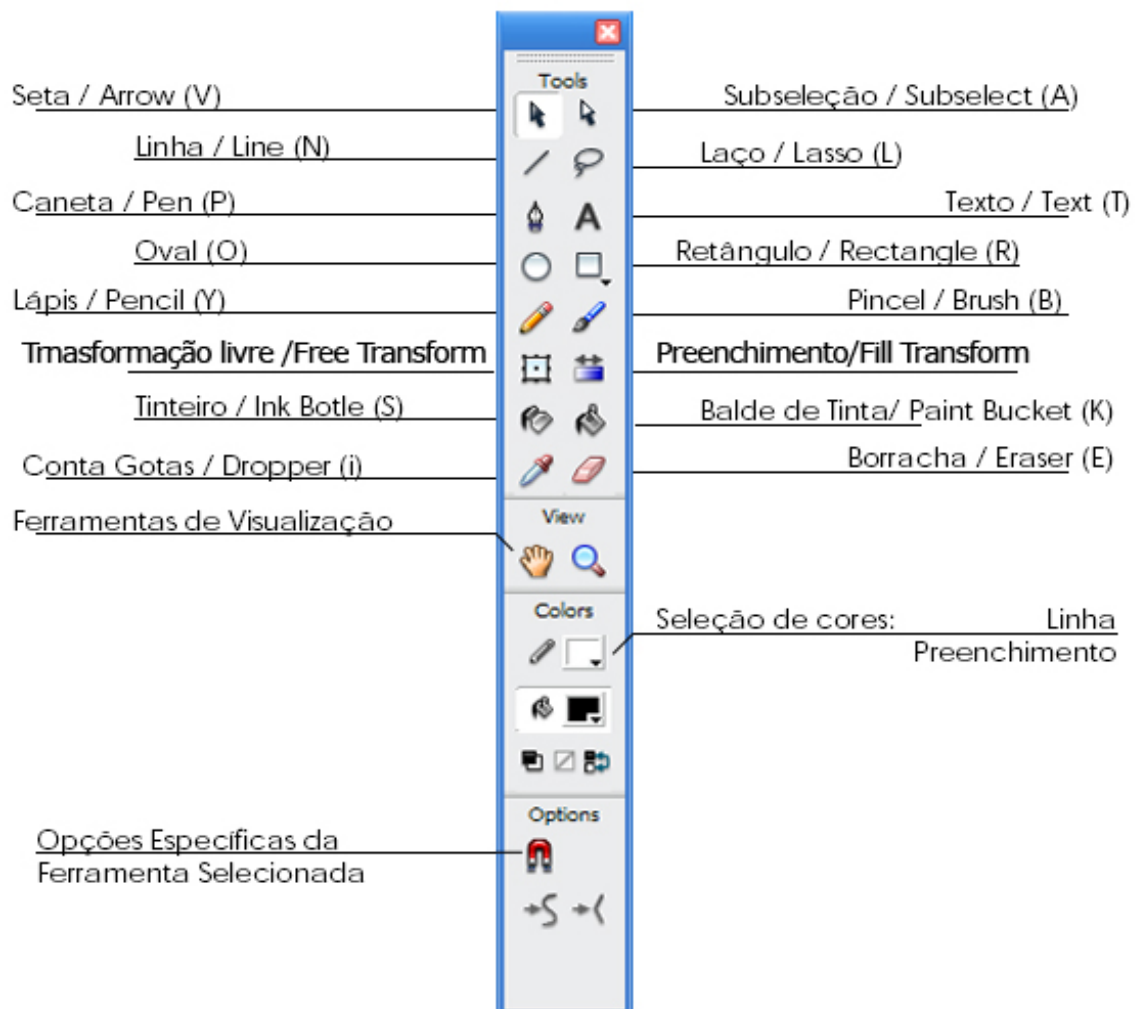 Tools
Seta / Arrow (V)
Subseleção / Subselect (A)
Linha / Line (N)
Laço / Lasso (L)
Caneta / Pen (P)
Texto / Text (T)
A
Oval (O)
Retângulo / Rectangle (R)
Lápis / Pencil (Y)
Pincel / Brush (B)
Trnasformação livre /Free Transform
Preenchimento/Fill Transform
Tinteiro / Ink Botle (S)
Balde de Tinta/ Paint Bucket (K)
Conta Gotas / Dropper (i)
Borracha / Eraser (E)
Ferramentas de Visualização
View
Colors
Seleção de cores: Linha
Preenchimento
Options
Opções Específicas da
Ferramenta Selecionada